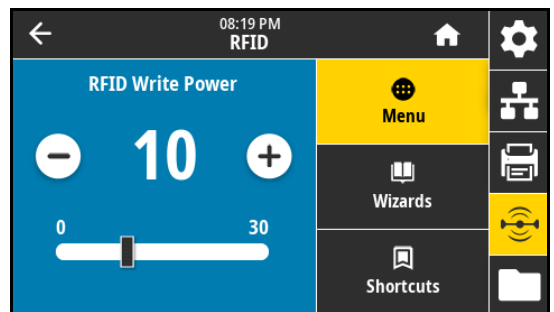 08:19 PM
RFID
RFID Write Power
10
0 30
Menu
Wizards
Shortcuts